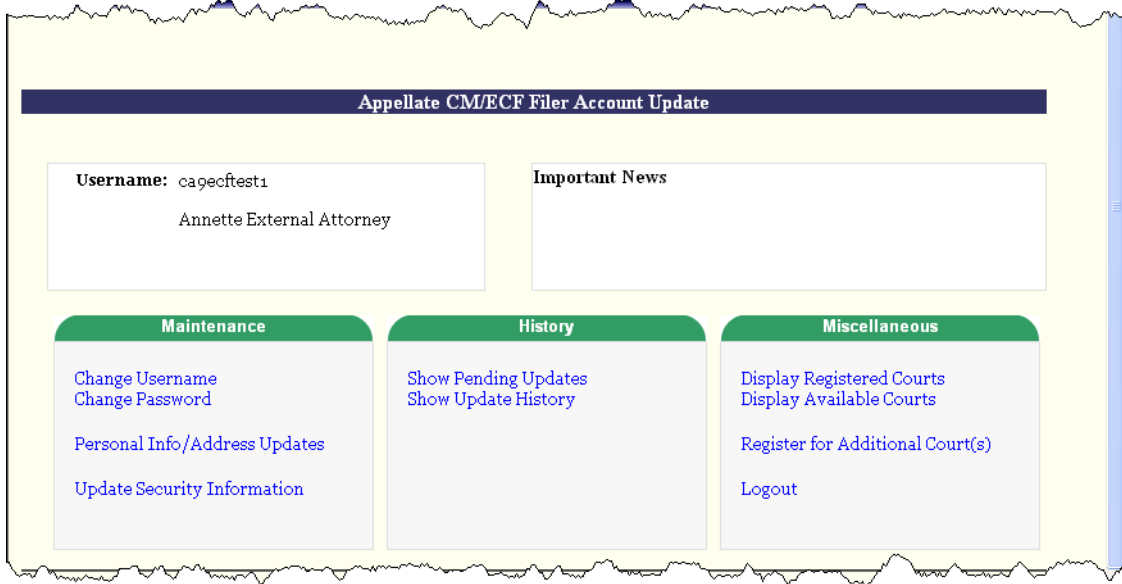 Appellate CM/ECF Filer Account Update
Username: ca9ecftest1
Annette External Attorney
Important News
Maintenance
Change Username
Change Password
Personal Info/Address Updates
Update Security Information
History
Show Pending Updates
Show Update History
Miscellaneous
Display Registered Courts
Display Available Courts
Register for Additional Court(s)
Logout